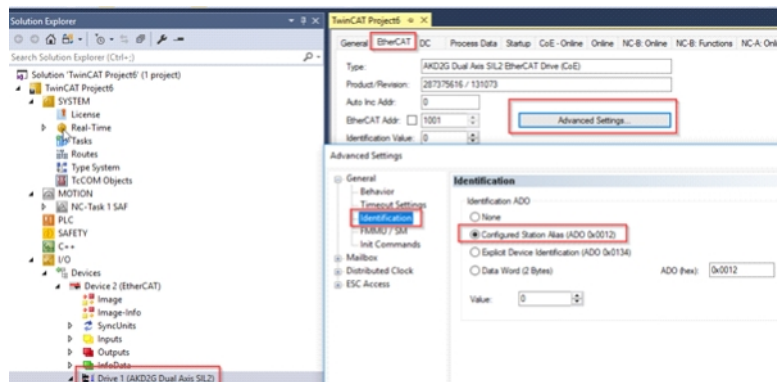 Solution Explorer
Search Solution Explorer (Ctrl+;)
Solution 'TwinCAT Project6' (1 project)
TwinCAT Project6
SYSTEM
License
Real-Time
Tasks
Routes
Type System
TcCOM Objects
MOTION
NC-Task 1 SAF
PLC
SAFETY
C++
I/O
Devices
Device 2 (EtherCAT)
Image
Image-Info
SyncUnits
Inputs
Outputs
InfoData
Drive 1 (AKD2G Dual Axis SIL2)
TwinCAT Project6
General EtherCAT DC Process Data Startup CoE - Online Online NC-B: Online NC-B: Functions NC-A: Onl
Type: AKD2G Dual Axis SIL2 EtherCAT Drive (CoE)
Product/Revision: 287375616 / 131073
Auto Inc Addr: 0
EtherCAT Addr: 1001 Advanced Settings...
Identification Value: 0
Advanced Settings
General
Behavior
Timeout Settings
Identification
FMMU / SM
Init Commands
Mailbox
Distributed Clock
ESC Access
Identification
Identification ADO
None
Configured Station Alias (ADO 0x0012)
Explicit Device Identification (ADO 0x0134)
Data Word (2 Bytes) ADO (hex): 0x0012
Value: 0